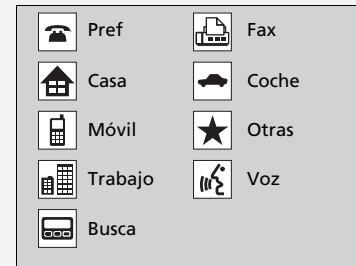 Pref
Fax
Casa
Coche
Móvil
Otras
Trabajo
Voz
Busca